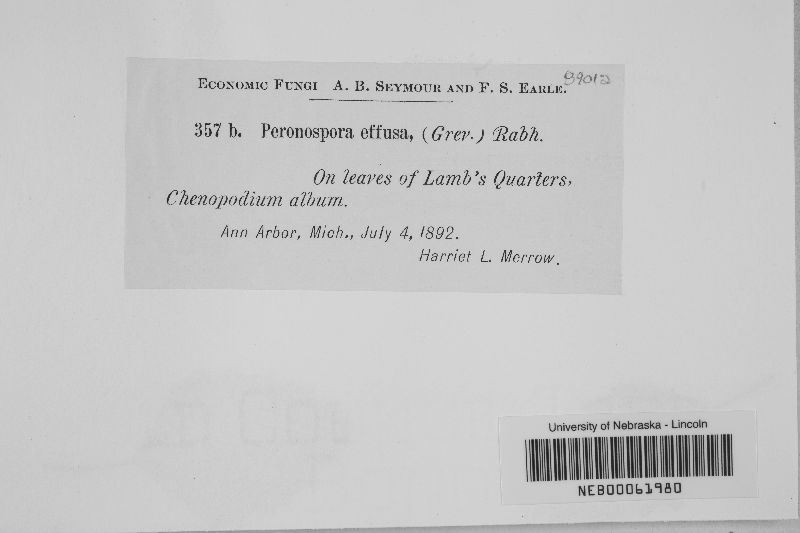 89012
ECONOMIC FUNGI A. B. SEYMOUR AND F. S. EARLE.
357 b. Peronospora effusa, (Grev.) Rabh.
On leaves of Lamb's Quarters,
Chenopodium album.
Ann Arbor, Mich., July 4, 1892.
Harriet L. Merrow.
University of Nebraska - Lincoln
NEB00061980